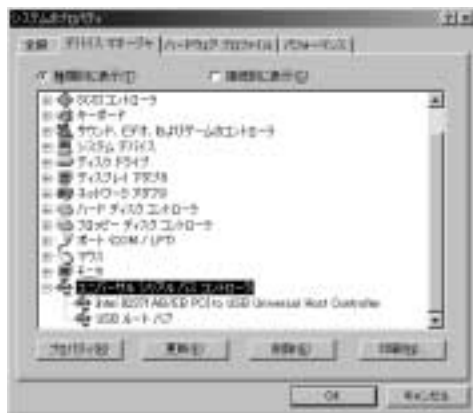 システムのプロパティ
全般 デバイス マネージャ ハードウェア プロファイル パフォーマンス
種類別に表示(T) 接続別に表示(C)
SCSI コントローラ
キーボード
サウンド、ビデオ、およびゲームのコントローラ
システム デバイス
ディスク ドライブ
ディスプレイ アダプタ
ネットワーク アダプタ
ハード ディスク コントローラ
フロッピー ディスク コントローラ
ポート (COM / LPT)
マウス
モニタ
ユニバーサル シリアル バス コントローラ
Intel 82371AB/EB PCI to USB Universal Host Controller
USB ルート ハブ
プロパティ(R) 更新(F) 削除(E) 印刷(N)
OK キャンセル